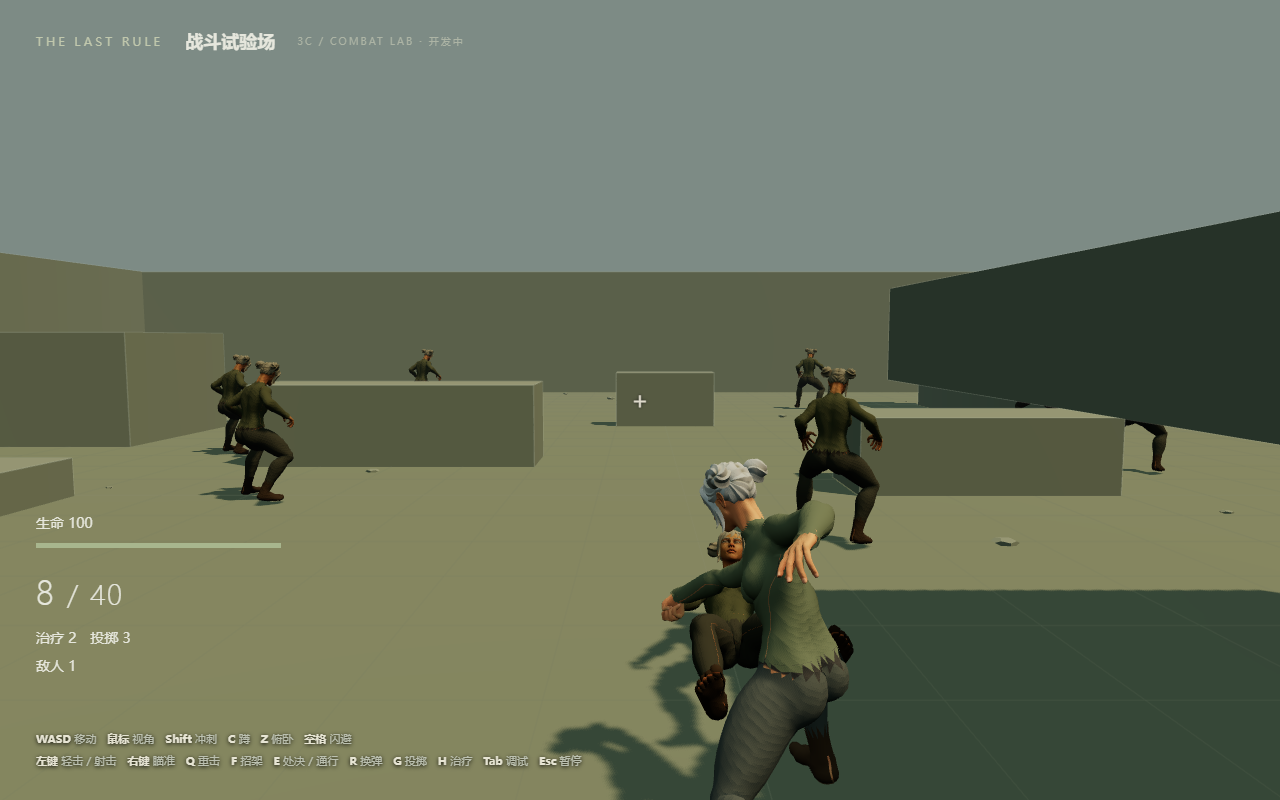 THE LAST RULE 战斗试验场 3C / COMBAT LAB · 开发中
生命 100
8 / 40
治疗 2 投掷 3
敌人 1
WASD 移动 鼠标 视角 Shift 冲刺 C 蹲 Z 俯卧 空格 闪避
左键 轻击 / 射击 右键 瞄准 Q 重击 F 招架 E 处决 / 通行 R 换弹 G 投掷 H 治疗 Tab 调试 Esc 暂停